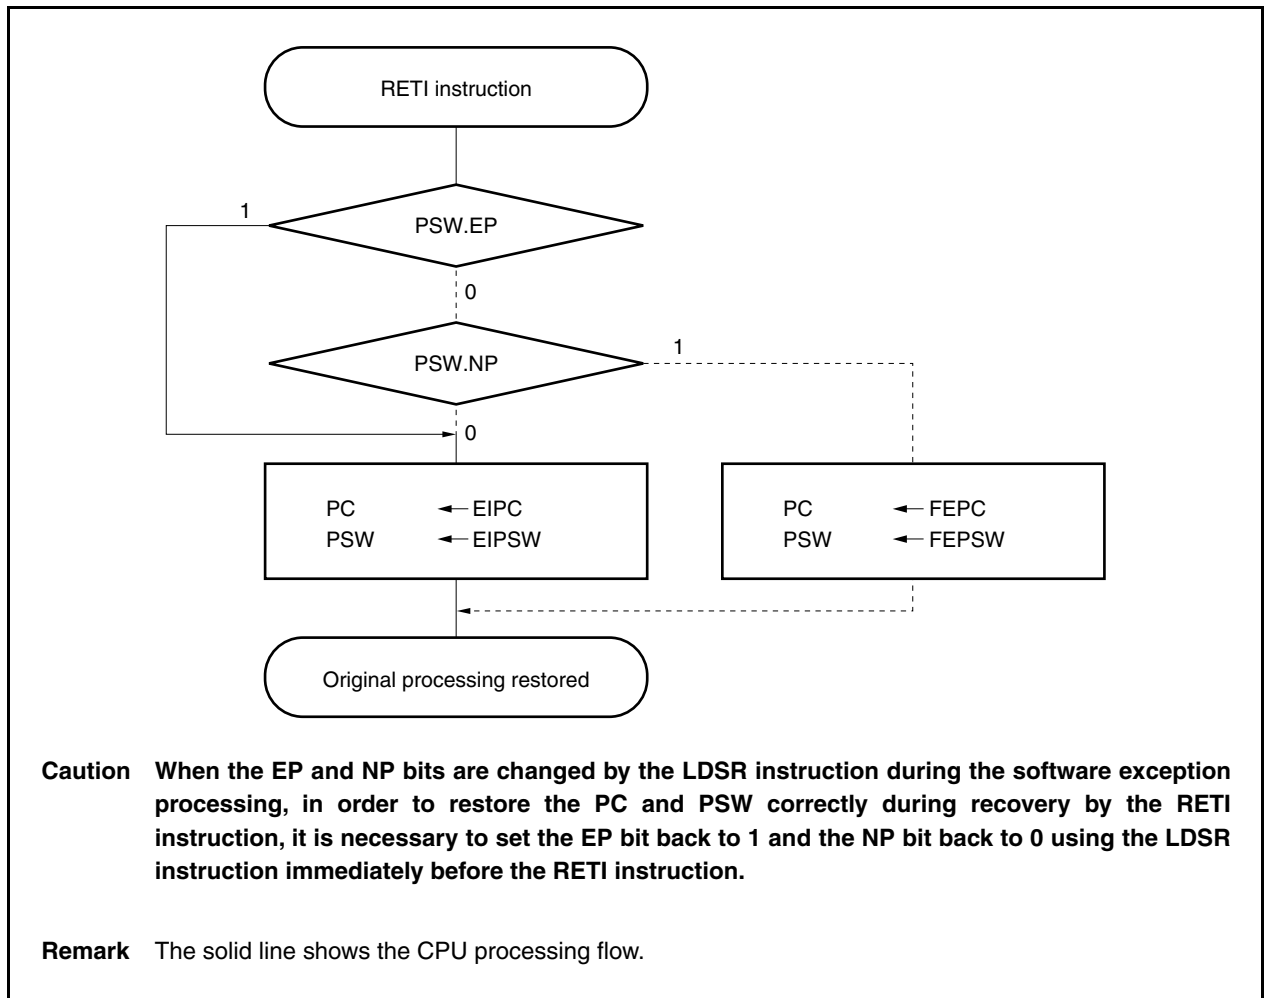 RETI instruction
1
PSW.EP
0
1
PSW.NP
0
PC ← EIPC
PSW ← EIPSW
PC ← FEPC
PSW ← FEPSW
Original processing restored
Caution When the EP and NP bits are changed by the LDSR instruction during the software exception
processing, in order to restore the PC and PSW correctly during recovery by the RETI
instruction, it is necessary to set the EP bit back to 1 and the NP bit back to 0 using the LDSR
instruction immediately before the RETI instruction.
Remark The solid line shows the CPU processing flow.